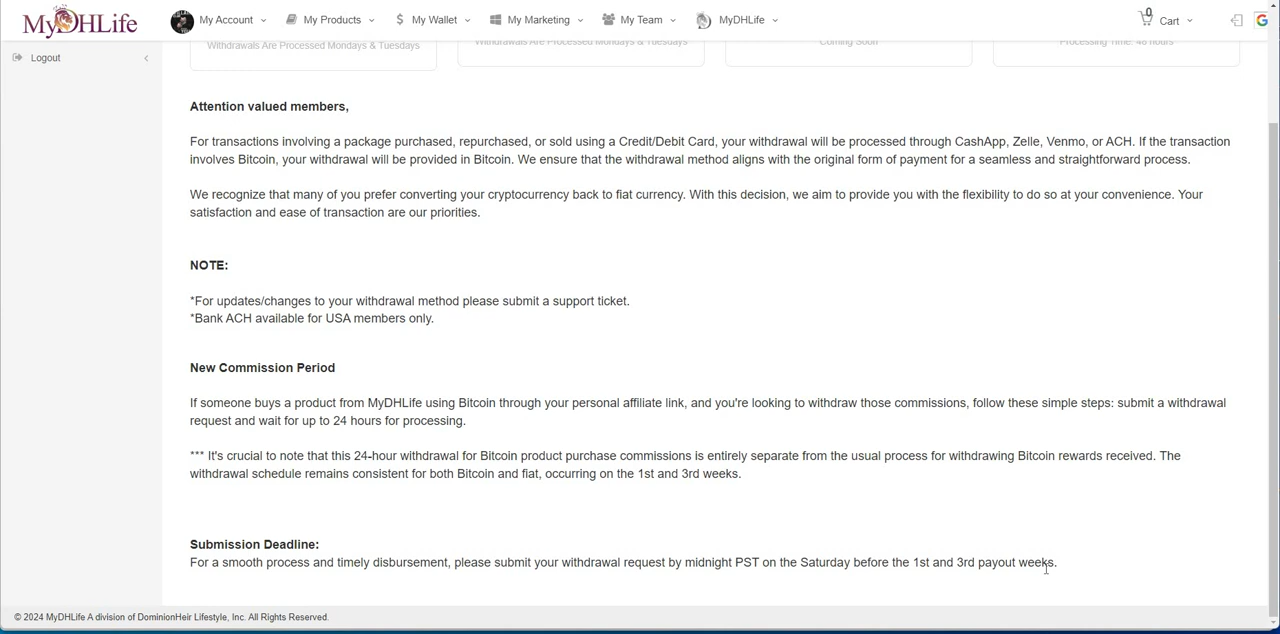 MyDHLife
My Account
My Products
$ My Wallet
My Marketing
My Team
MyDHLife
0
Cart
G
Logout
Withdrawals Are Processed Mondays & Tuesdays
Withdrawals Are Processed Mondays & Tuesdays
Coming Soon
Processing Time: 48 hours
Attention valued members,
For transactions involving a package purchased, repurchased, or sold using a Credit/Debit Card, your withdrawal will be processed through CashApp, Zelle, Venmo, or ACH. If the transaction
involves Bitcoin, your withdrawal will be provided in Bitcoin. We ensure that the withdrawal method aligns with the original form of payment for a seamless and straightforward process.
We recognize that many of you prefer converting your cryptocurrency back to fiat currency. With this decision, we aim to provide you with the flexibility to do so at your convenience. Your
satisfaction and ease of transaction are our priorities.
NOTE:
*For updates/changes to your withdrawal method please submit a support ticket.
*Bank ACH available for USA members only.
New Commission Period
If someone buys a product from MyDHLife using Bitcoin through your personal affiliate link, and you're looking to withdraw those commissions, follow these simple steps: submit a withdrawal
request and wait for up to 24 hours for processing.
*** It's crucial to note that this 24-hour withdrawal for Bitcoin product purchase commissions is entirely separate from the usual process for withdrawing Bitcoin rewards received. The
withdrawal schedule remains consistent for both Bitcoin and fiat, occurring on the 1st and 3rd weeks.
Submission Deadline:
For a smooth process and timely disbursement, please submit your withdrawal request by midnight PST on the Saturday before the 1st and 3rd payout weeks.
© 2024 MyDHLife A division of DominionHeir Lifestyle, Inc. All Rights Reserved.